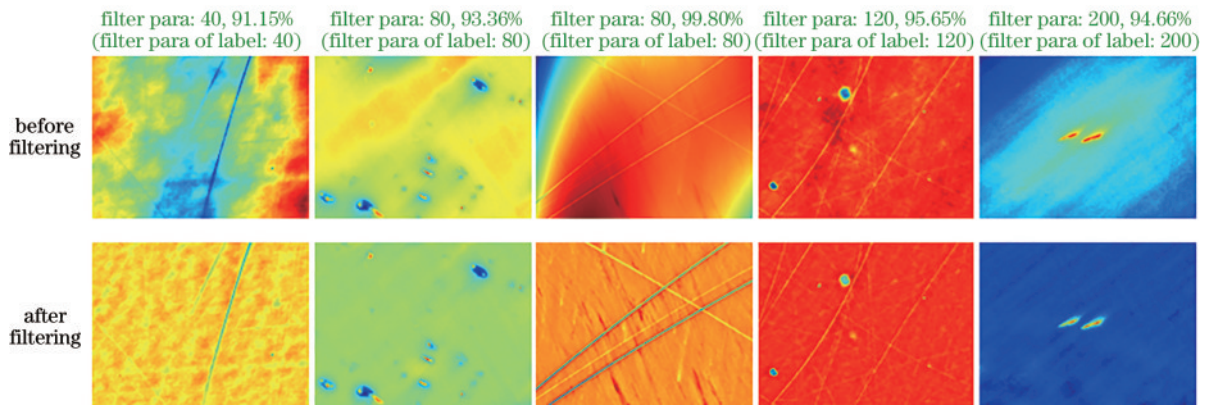 filter para: 40, 91.15%
(filter para of label: 40)
filter para: 80, 93.36%
(filter para of label: 80)
filter para: 80, 99.80%
(filter para of label: 80)
filter para: 120, 95.65%
(filter para of label: 120)
filter para: 200, 94.66%
(filter para of label: 200)
before
filtering
after
filtering